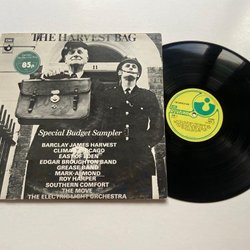 EMI
THE HARVEST BAG
85p
Special Budget Sampler
BARCLAY JAMES HARVEST
CLIMAX CHICAGO
EAST OF EDEN
EDGAR BROUGHTON BAND
GREASE BAND
MARK-ALMOND
ROY HARPER
SOUTHERN COMFORT
THE MOVE
THE ELECTRIC LIGHT ORCHESTRA